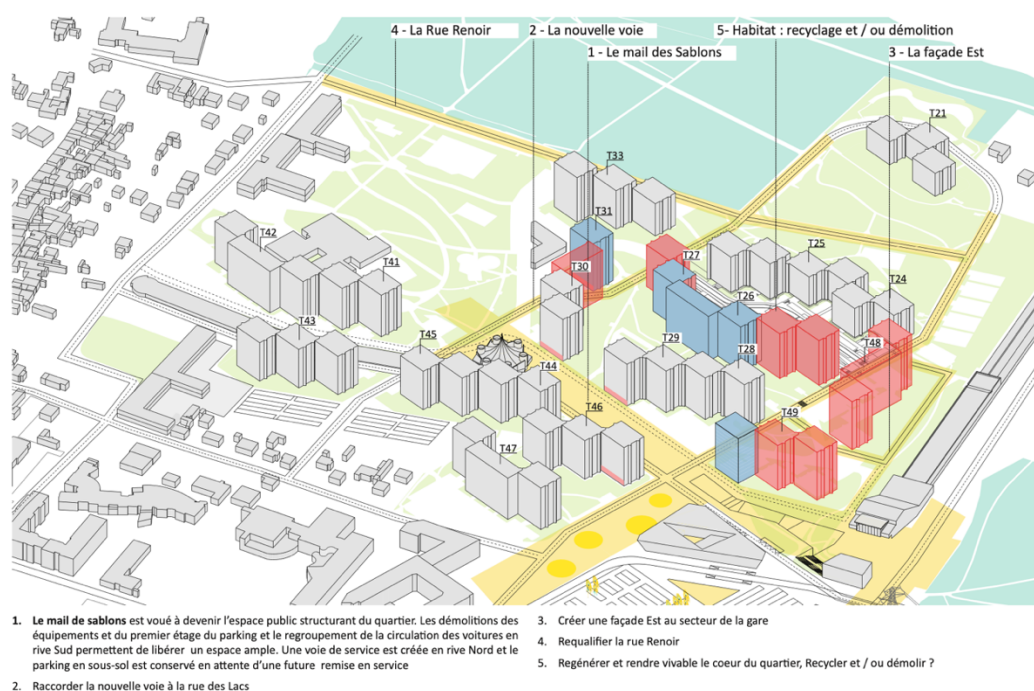 4 - La Rue Renoir
2 - La nouvelle voie
5- Habitat : recyclage et / ou démolition
1 - Le mail des Sablons
3 - La façade Est
T21
T33
T31
T42
T41
T30
T27
T25
T24
T26
T43
T45
T29
T28
T48
T44
T46
T49
T47
1. Le mail de sablons est voué à devenir l’espace public structurant du quartier. Les démolitions des
équipements et du premier étage du parking et le regroupement de la circulation des voitures en
rive Sud permettent de libérer un espace ample. Une voie de service est créée en rive Nord et le
parking en sous-sol est conservé en attente d’une future remise en service
2. Raccorder la nouvelle voie à la rue des Lacs
3. Créer une façade Est au secteur de la gare
4. Requalifier la rue Renoir
5. Regénérer et rendre vivable le coeur du quartier, Recycler et / ou démolir ?